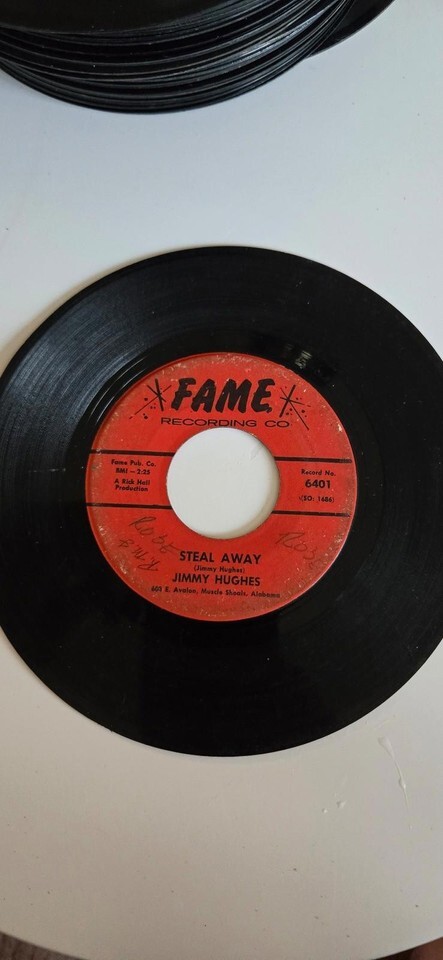 FAME
RECORDING CO.
Fame Pub. Co.
BMI - 2:25
A Rick Hall
Production
Record No.
6401
(SO: 1686)
STEAL AWAY
(Jimmy Hughes)
JIMMY HUGHES
601 E. Avalon, Muscle Shoals, Alabama